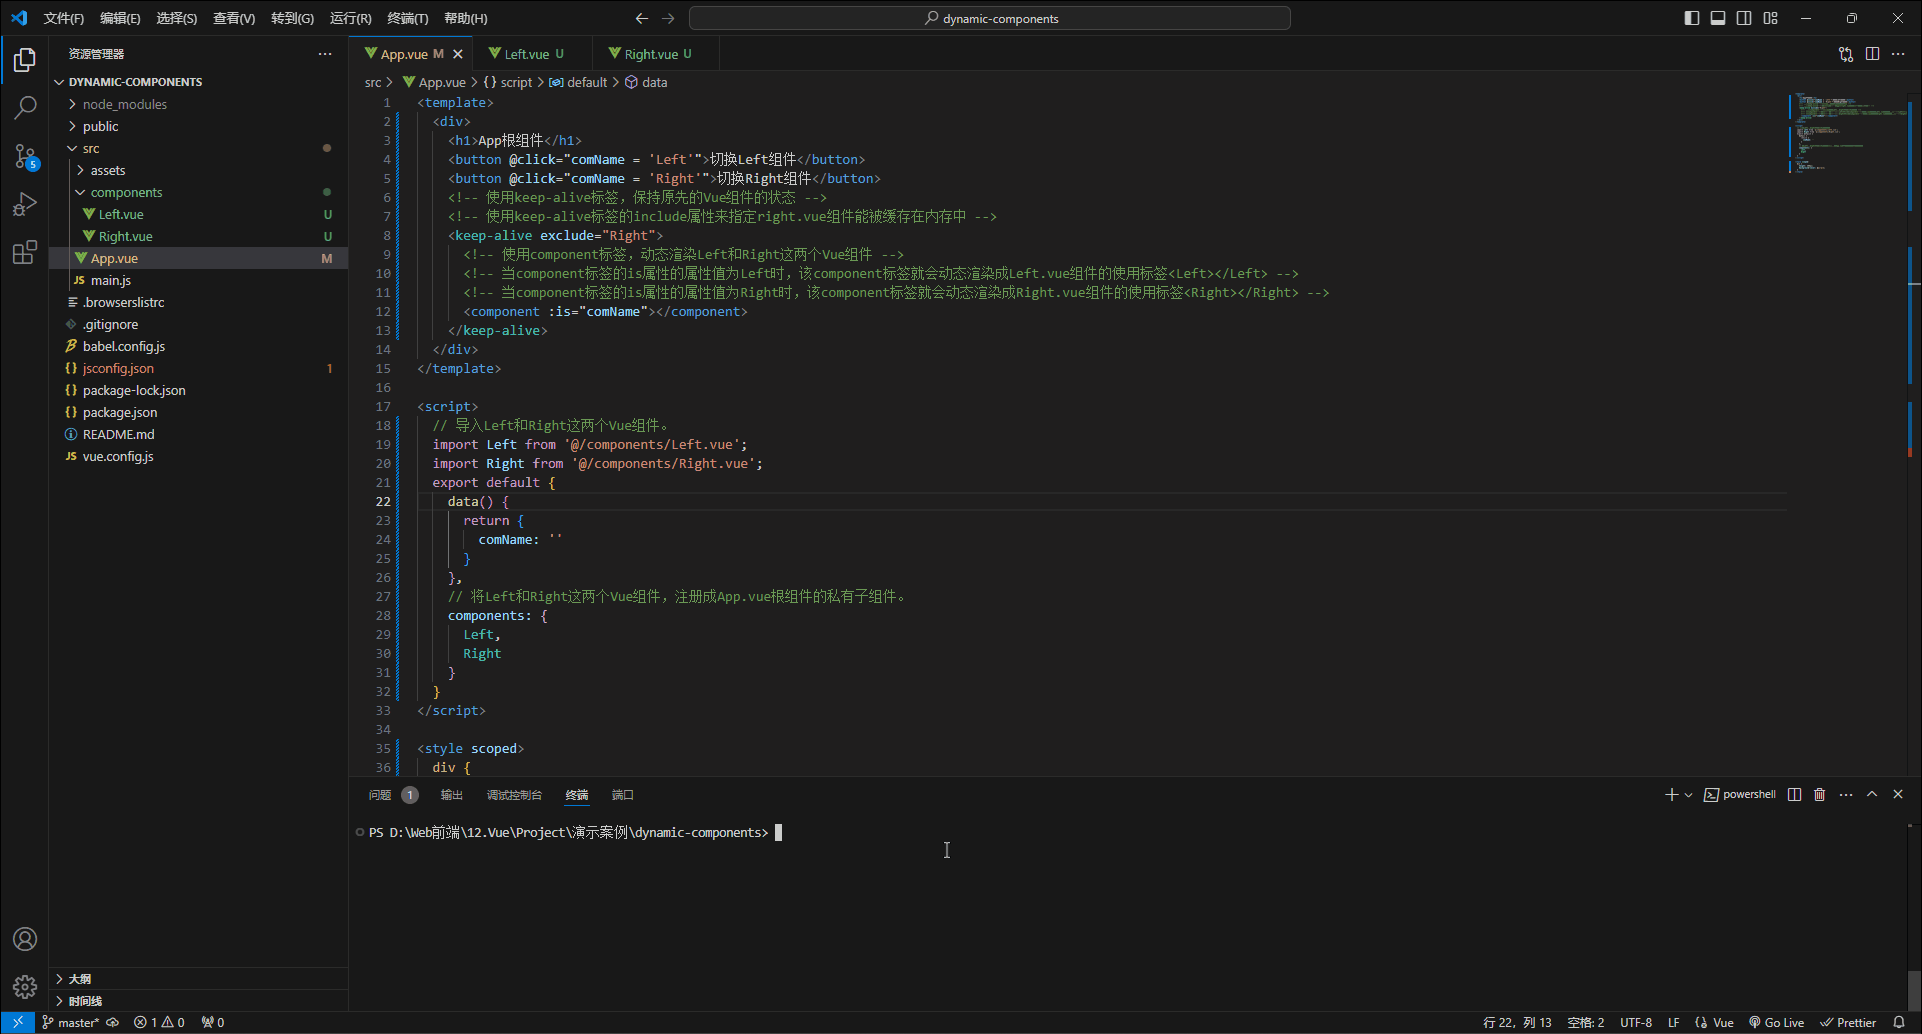 文件(F) 编辑(E) 选择(S) 查看(V) 转到(G) 运行(R) 终端(T) 帮助(H)
dynamic-components
资源管理器
DYNAMIC-COMPONENTS
node_modules
public
src
assets
components
Left.vue U
Right.vue U
App.vue M
JS main.js
.browserslistrc
.gitignore
babel.config.js
{} jsconfig.json 1
{} package-lock.json
{} package.json
README.md
JS vue.config.js
5
大纲
时间线
App.vue M
Left.vue U
Right.vue U
src > App.vue > {} script > default > data
1 <template>
2 <div>
3 <h1>App根组件</h1>
4 <button @click="comName = 'Left'">切换Left组件</button>
5 <button @click="comName = 'Right'">切换Right组件</button>
6 <!-- 使用keep-alive标签，保持原先的Vue组件的状态 -->
7 <!-- 使用keep-alive标签的include属性来指定right.vue组件能被缓存在内存中 -->
8 <keep-alive exclude="Right">
9 <!-- 使用component标签，动态渲染Left和Right这两个Vue组件 -->
10 <!-- 当component标签的is属性的属性值为Left时，该component标签就会动态渲染成Left.vue组件的使用标签<Left></Left> -->
11 <!-- 当component标签的is属性的属性值为Right时，该component标签就会动态渲染成Right.vue组件的使用标签<Right></Right> -->
12 <component :is="comName"></component>
13 </keep-alive>
14 </div>
15 </template>
16
17 <script>
18 // 导入Left和Right这两个Vue组件。
19 import Left from '@/components/Left.vue';
20 import Right from '@/components/Right.vue';
21 export default {
22 data() {
23 return {
24 comName: ''
25 }
26 },
27 // 将Left和Right这两个Vue组件，注册成App.vue根组件的私有子组件。
28 components: {
29 Left,
30 Right
31 }
32 }
33 </script>
34
35 <style scoped>
36 div {
问题 1 输出 调试控制台 终端 端口
powershell
PS D:\Web前端\12.Vue\Project\演示案例\dynamic-components>
master* 1 0 0
行 22，列 13 空格: 2 UTF-8 LF {} Vue Go Live Prettier